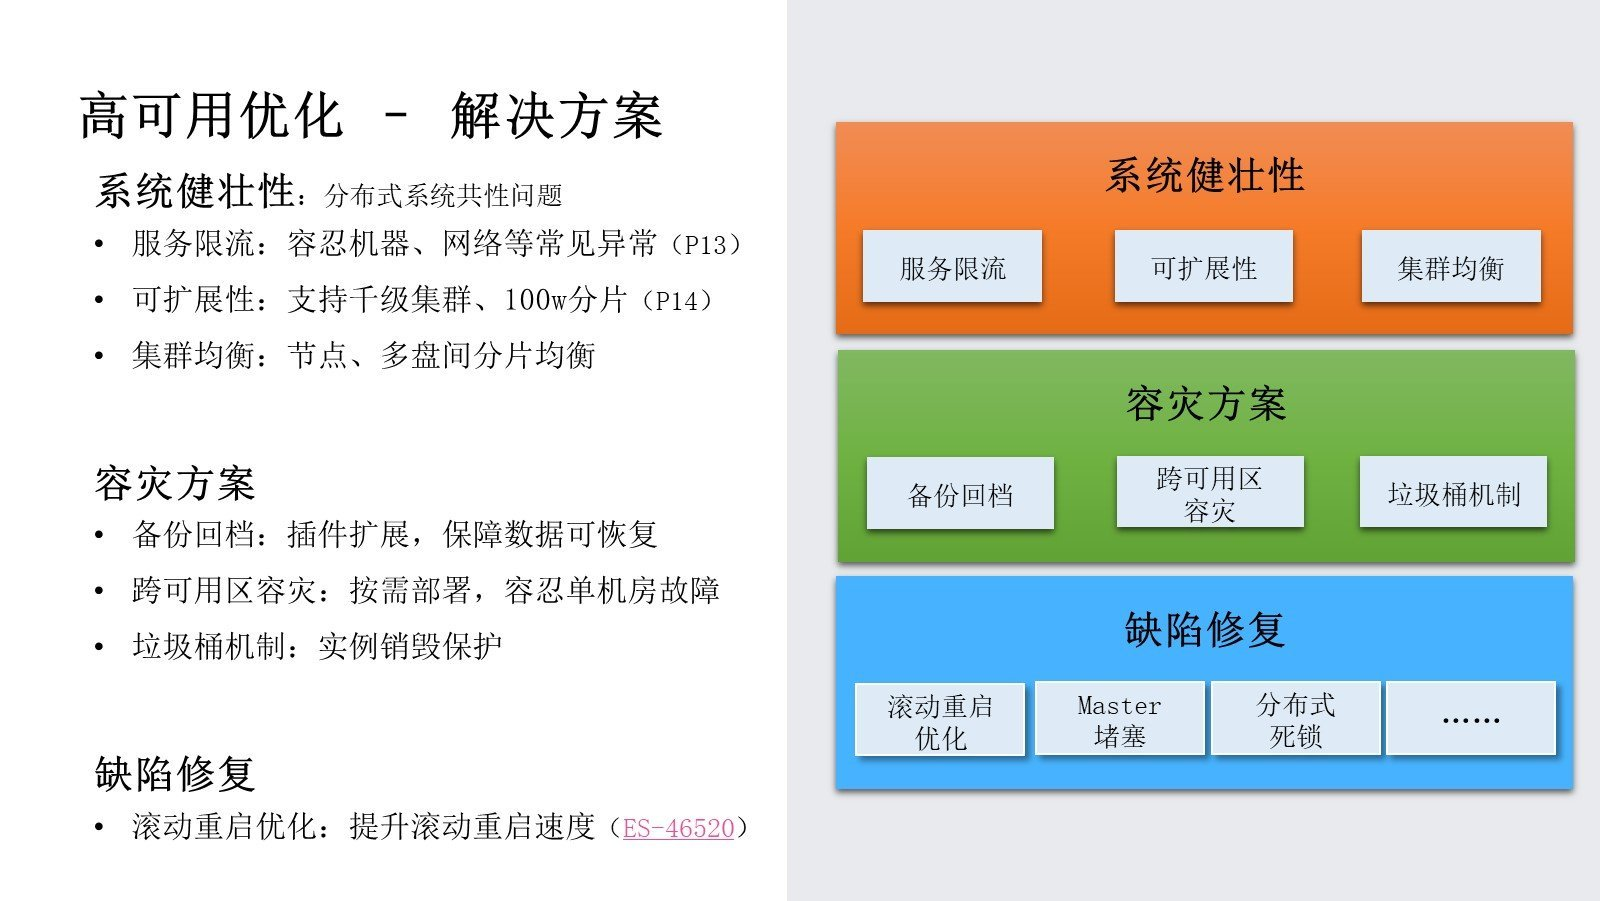 高可用优化 - 解决方案
系统健壮性：分布式系统共性问题
• 服务限流：容忍机器、网络等常见异常（P13）
• 可扩展性：支持千级集群、100w分片（P14）
• 集群均衡：节点、多盘间分片均衡
容灾方案
• 备份回档：插件扩展，保障数据可恢复
• 跨可用区容灾：按需部署，容忍单机房故障
• 垃圾桶机制：实例销毁保护
缺陷修复
• 滚动重启优化：提升滚动重启速度（ES-46520）
系统健壮性
服务限流
可扩展性
集群均衡
容灾方案
备份回档
跨可用区
容灾
垃圾桶机制
缺陷修复
滚动重启
优化
Master
堵塞
分布式
死锁
……